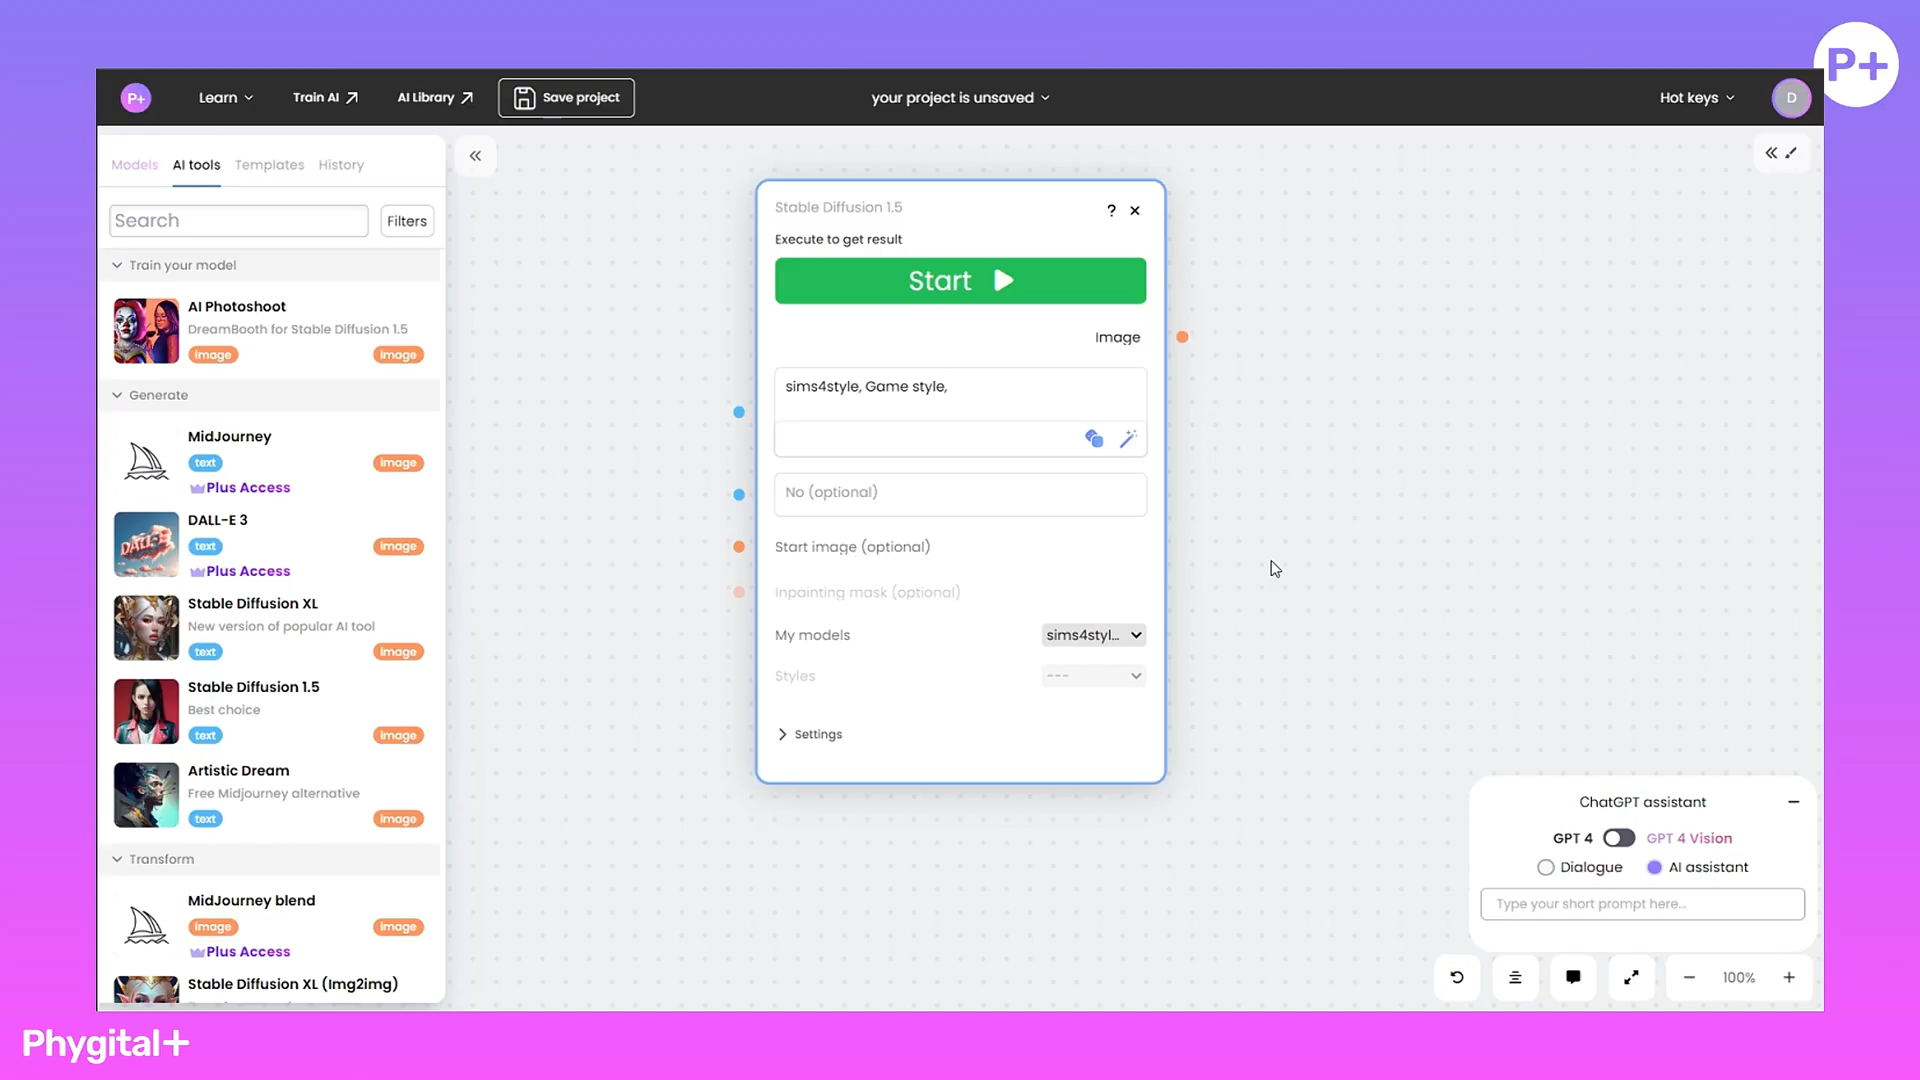 P+
P+
Learn
Train AI
AI Library
Save project
your project is unsaved
Hot keys
D
Models
AI tools
Templates
History
Search
Filters
Train your model
AI Photoshoot
DreamBooth for Stable Diffusion 1.5
image
image
Generate
MidJourney
text
image
Plus Access
DALL-E 3
DALL-E
text
image
Plus Access
Stable Diffusion XL
New version of popular AI tool
text
image
Stable Diffusion 1.5
Best choice
text
image
Artistic Dream
Free Midjourney alternative
text
image
Transform
MidJourney blend
image
image
Plus Access
Stable Diffusion XL (Img2img)
Stable Diffusion 1.5
?
Execute to get result
Start
Image
sims4style, Game style,
No (optional)
Start image (optional)
Inpainting mask (optional)
My models
sims4styl...
Styles
---
Settings
ChatGPT assistant
GPT 4
GPT 4 Vision
Dialogue
AI assistant
Type your short prompt here...
100%
Phygital+